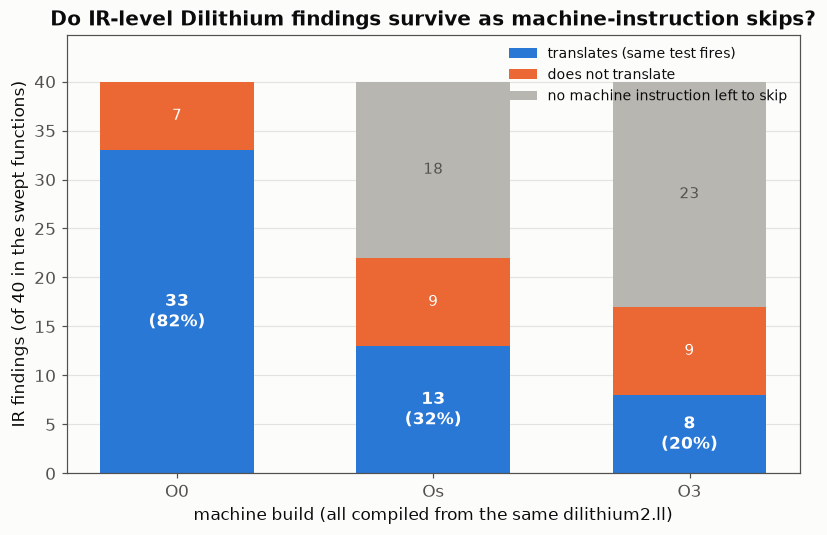 Do IR-level Dilithium findings survive as machine-instruction skips?
translates (same test fires)
does not translate
no machine instruction left to skip
IR findings (of 40 in the swept functions)
40
35
30
25
20
15
10
5
0
7
33
(82%)
18
9
13
(32%)
23
9
8
(20%)
O0
Os
O3
machine build (all compiled from the same dilithium2.ll)